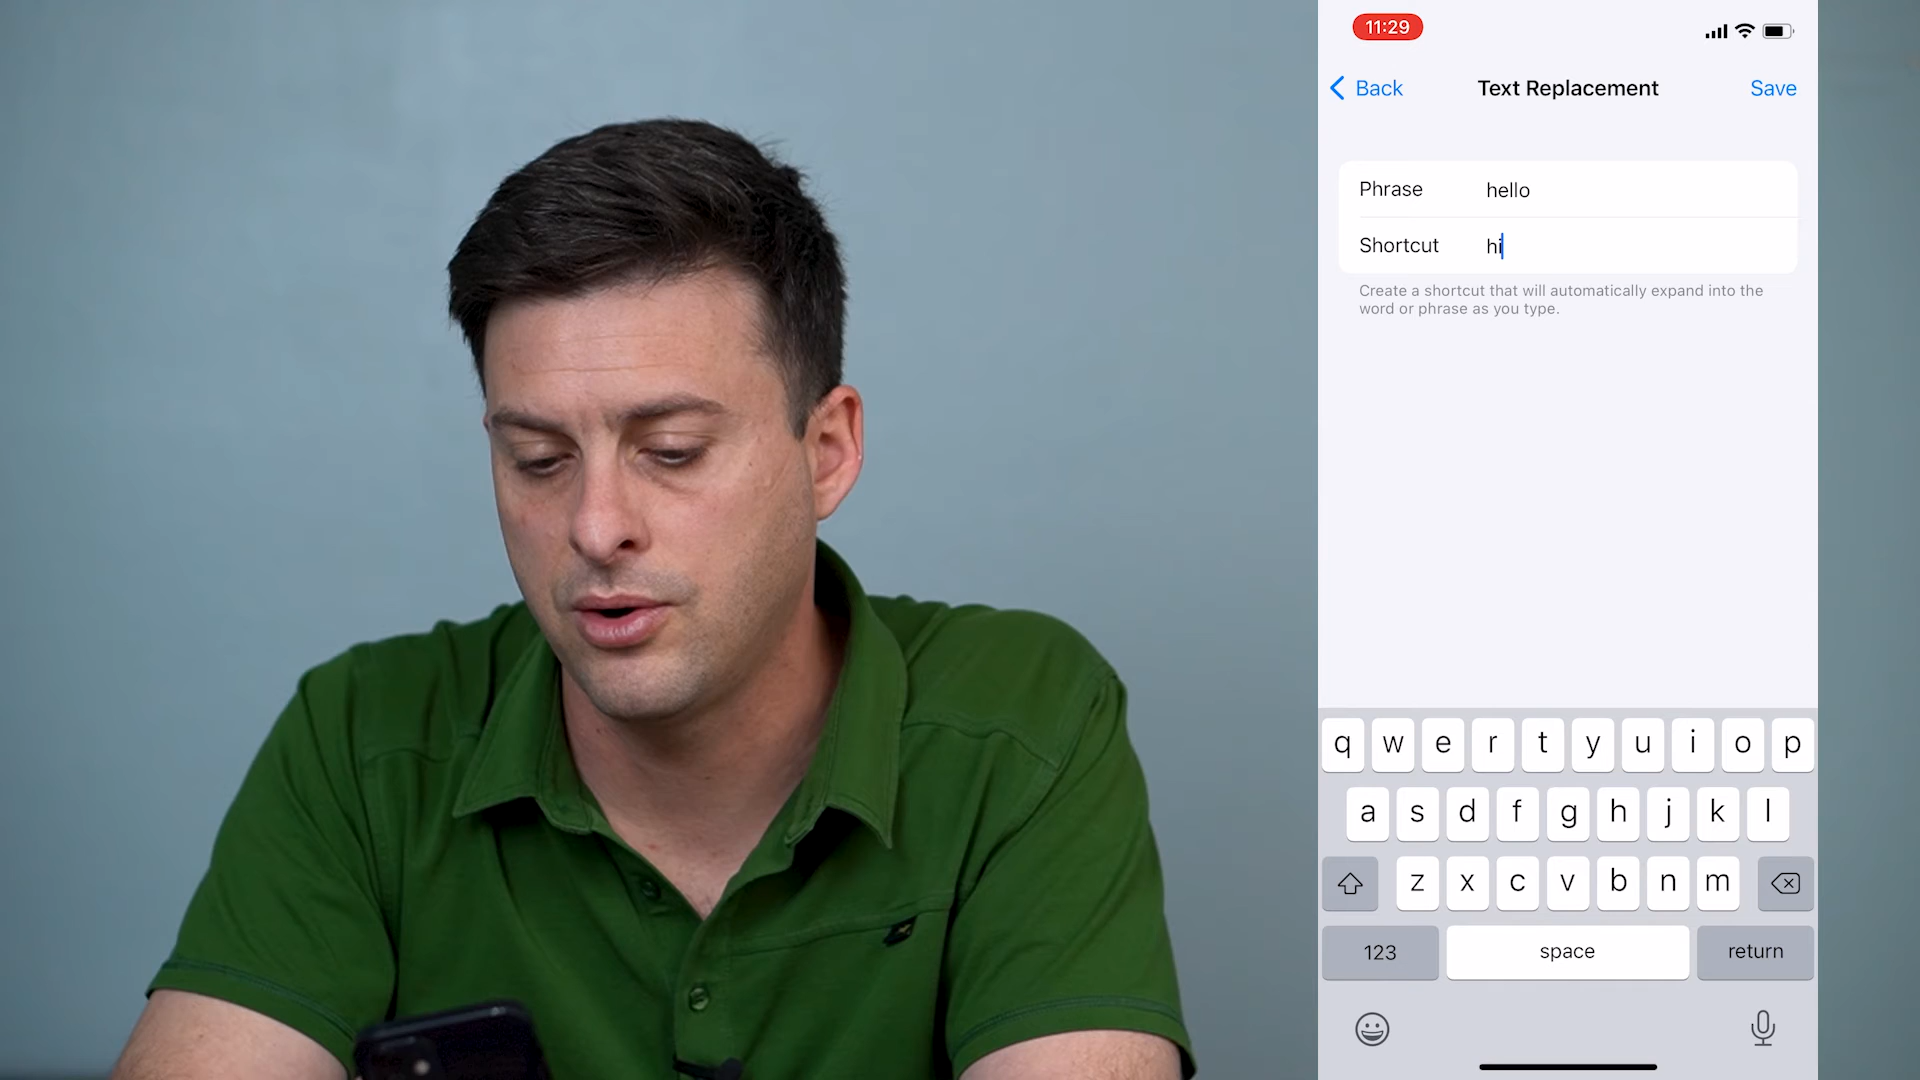 11:29
Back Text Replacement Save
Phrase hello
Shortcut hi
Create a shortcut that will automatically expand into the
word or phrase as you type.
q w e r t y u i o p
a s d f g h j k l
z x c v b n m
123 space return